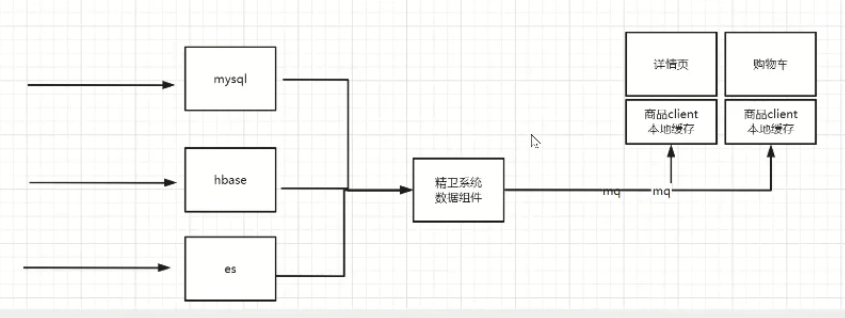 详情页
购物车
mysql
商品client
本地缓存
商品client
本地缓存
hbase
精卫系统
数据组件
mq
mq
es